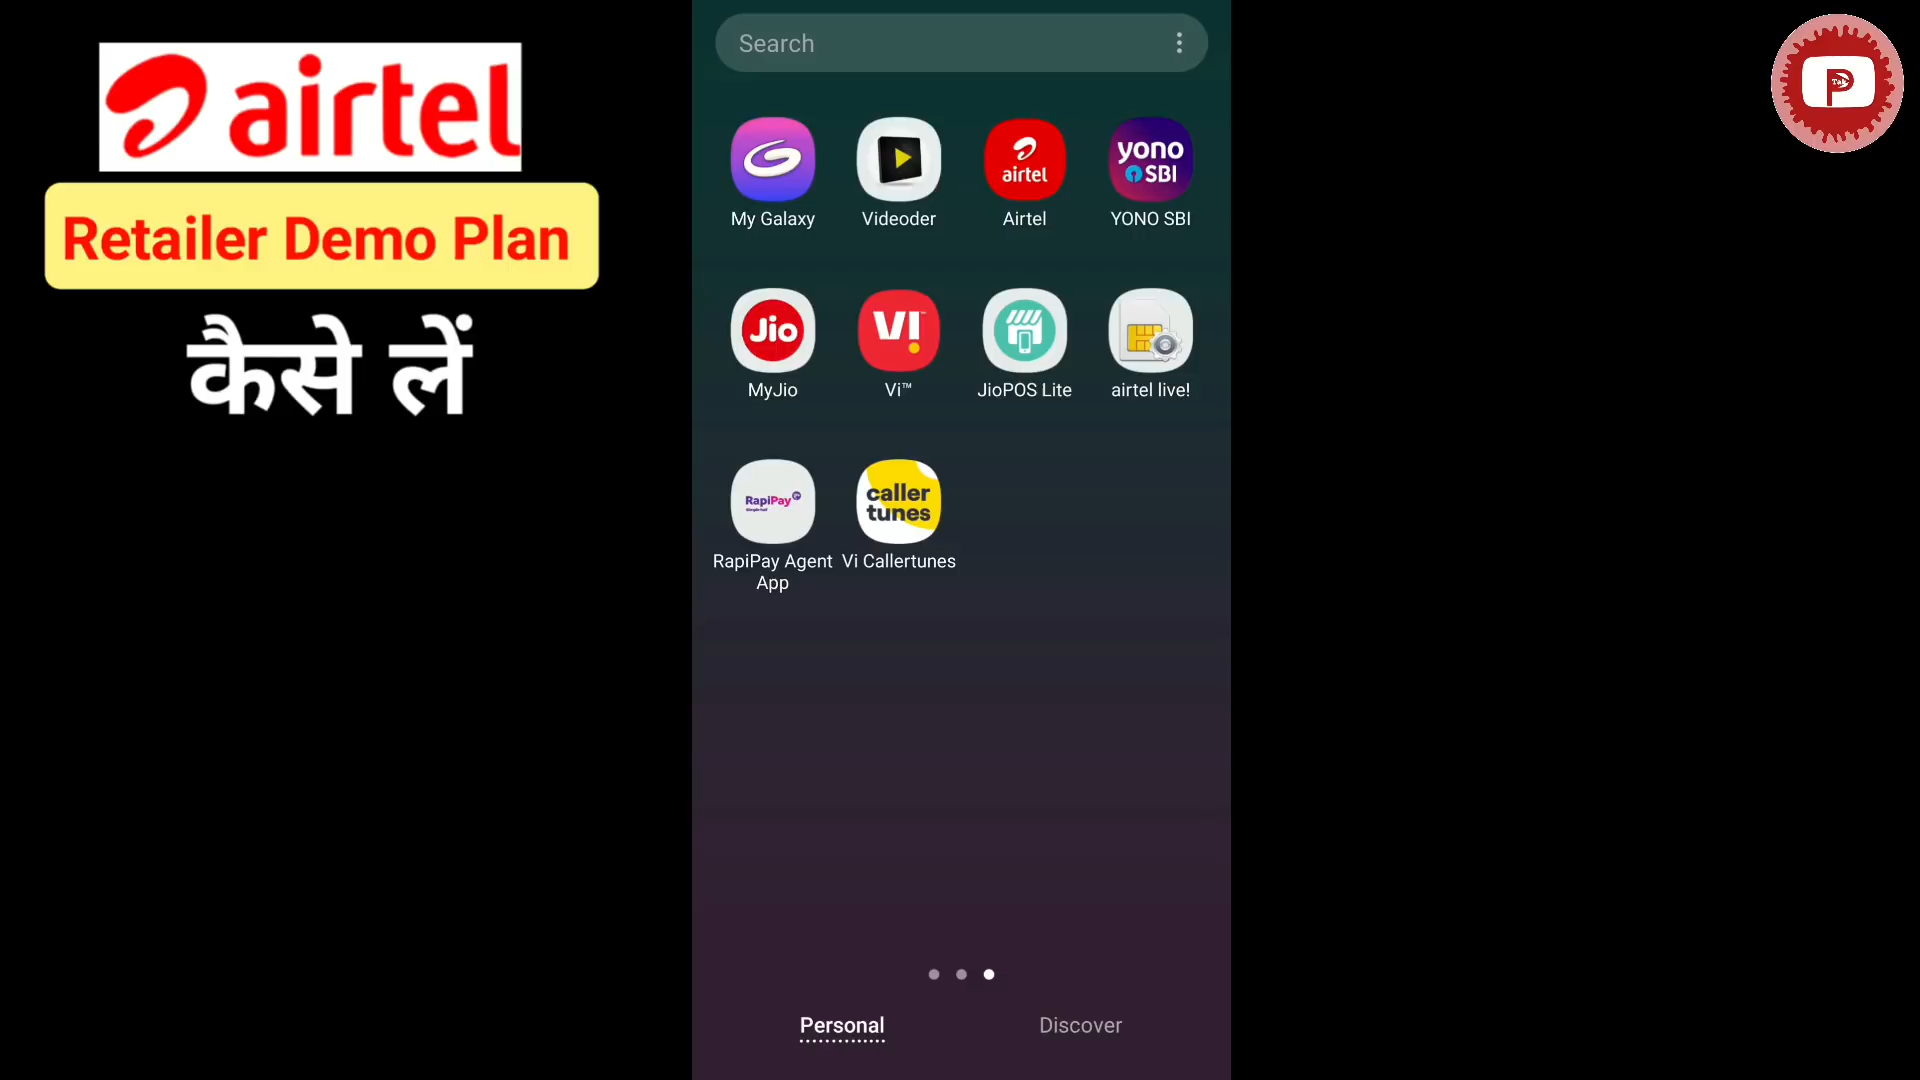 airtel
Retailer Demo Plan
कैसे लें
Search
airtel
yono
SBI
My Galaxy
Videoder
Airtel
YONO SBI
Jio
VI
MyJio
Vi™
JioPOS Lite
airtel live!
RapiPay
caller
tunes
RapiPay Agent
App
Vi Callertunes
Personal
Discover
P